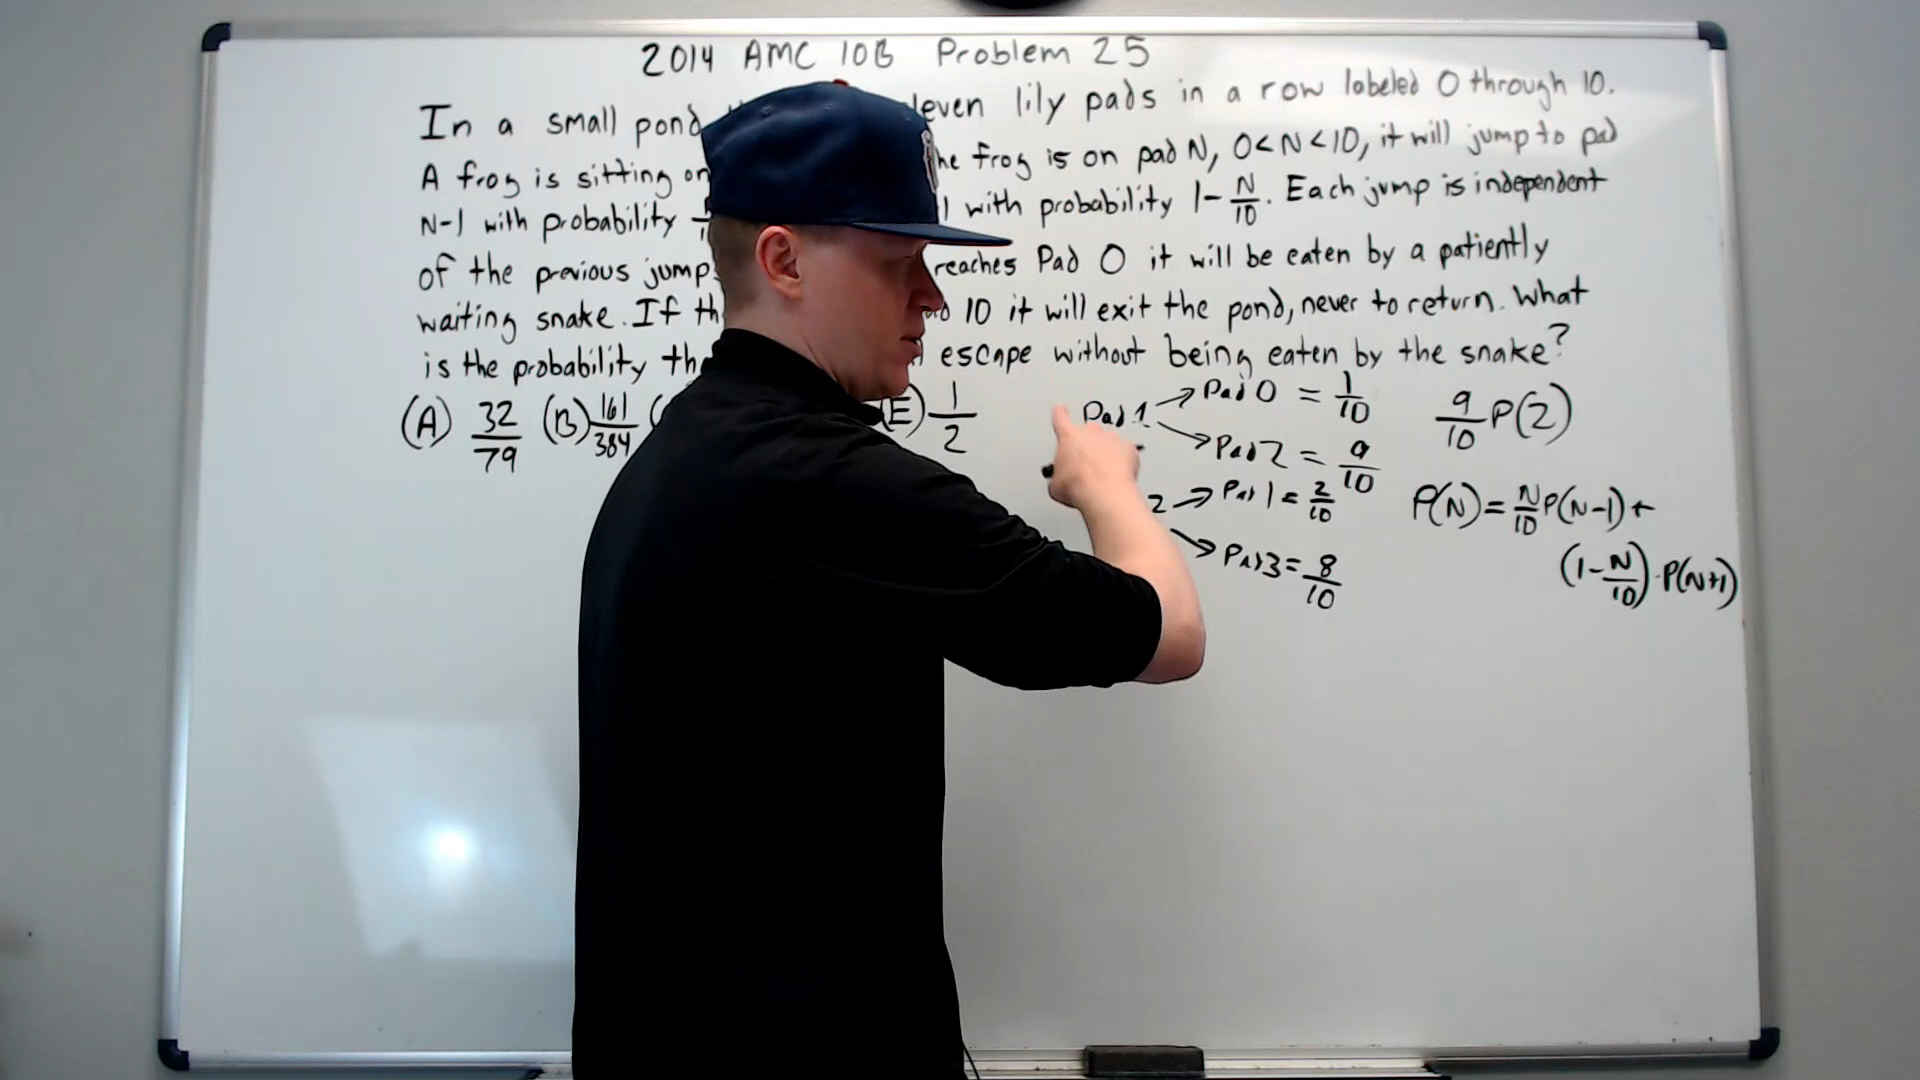 2014 AMC 10B Problem 25
In a small pond eleven lily pads in a row labeled 0 through 10.
A frog is sitting on he frog is on pad N, 0<N<10, it will jump to pad
N-1 with probability 1 with probability 1-N/10. Each jump is independent
of the previous jumps reaches Pad 0 it will be eaten by a patiently
waiting snake. If th 10 it will exit the pond, never to return. What
is the probability th escape without being eaten by the snake?
(A) 32/79 (B) 161/384 (E) 1/2
Pad 1 → Pad 0 = 1/10
→ Pad 2 = 9/10
2 → Pad 1 = 2/10
→ Pad 3 = 8/10
9/10 P(2)
P(N) = N/10 P(N-1) +
(1-N/10) · P(N+1)